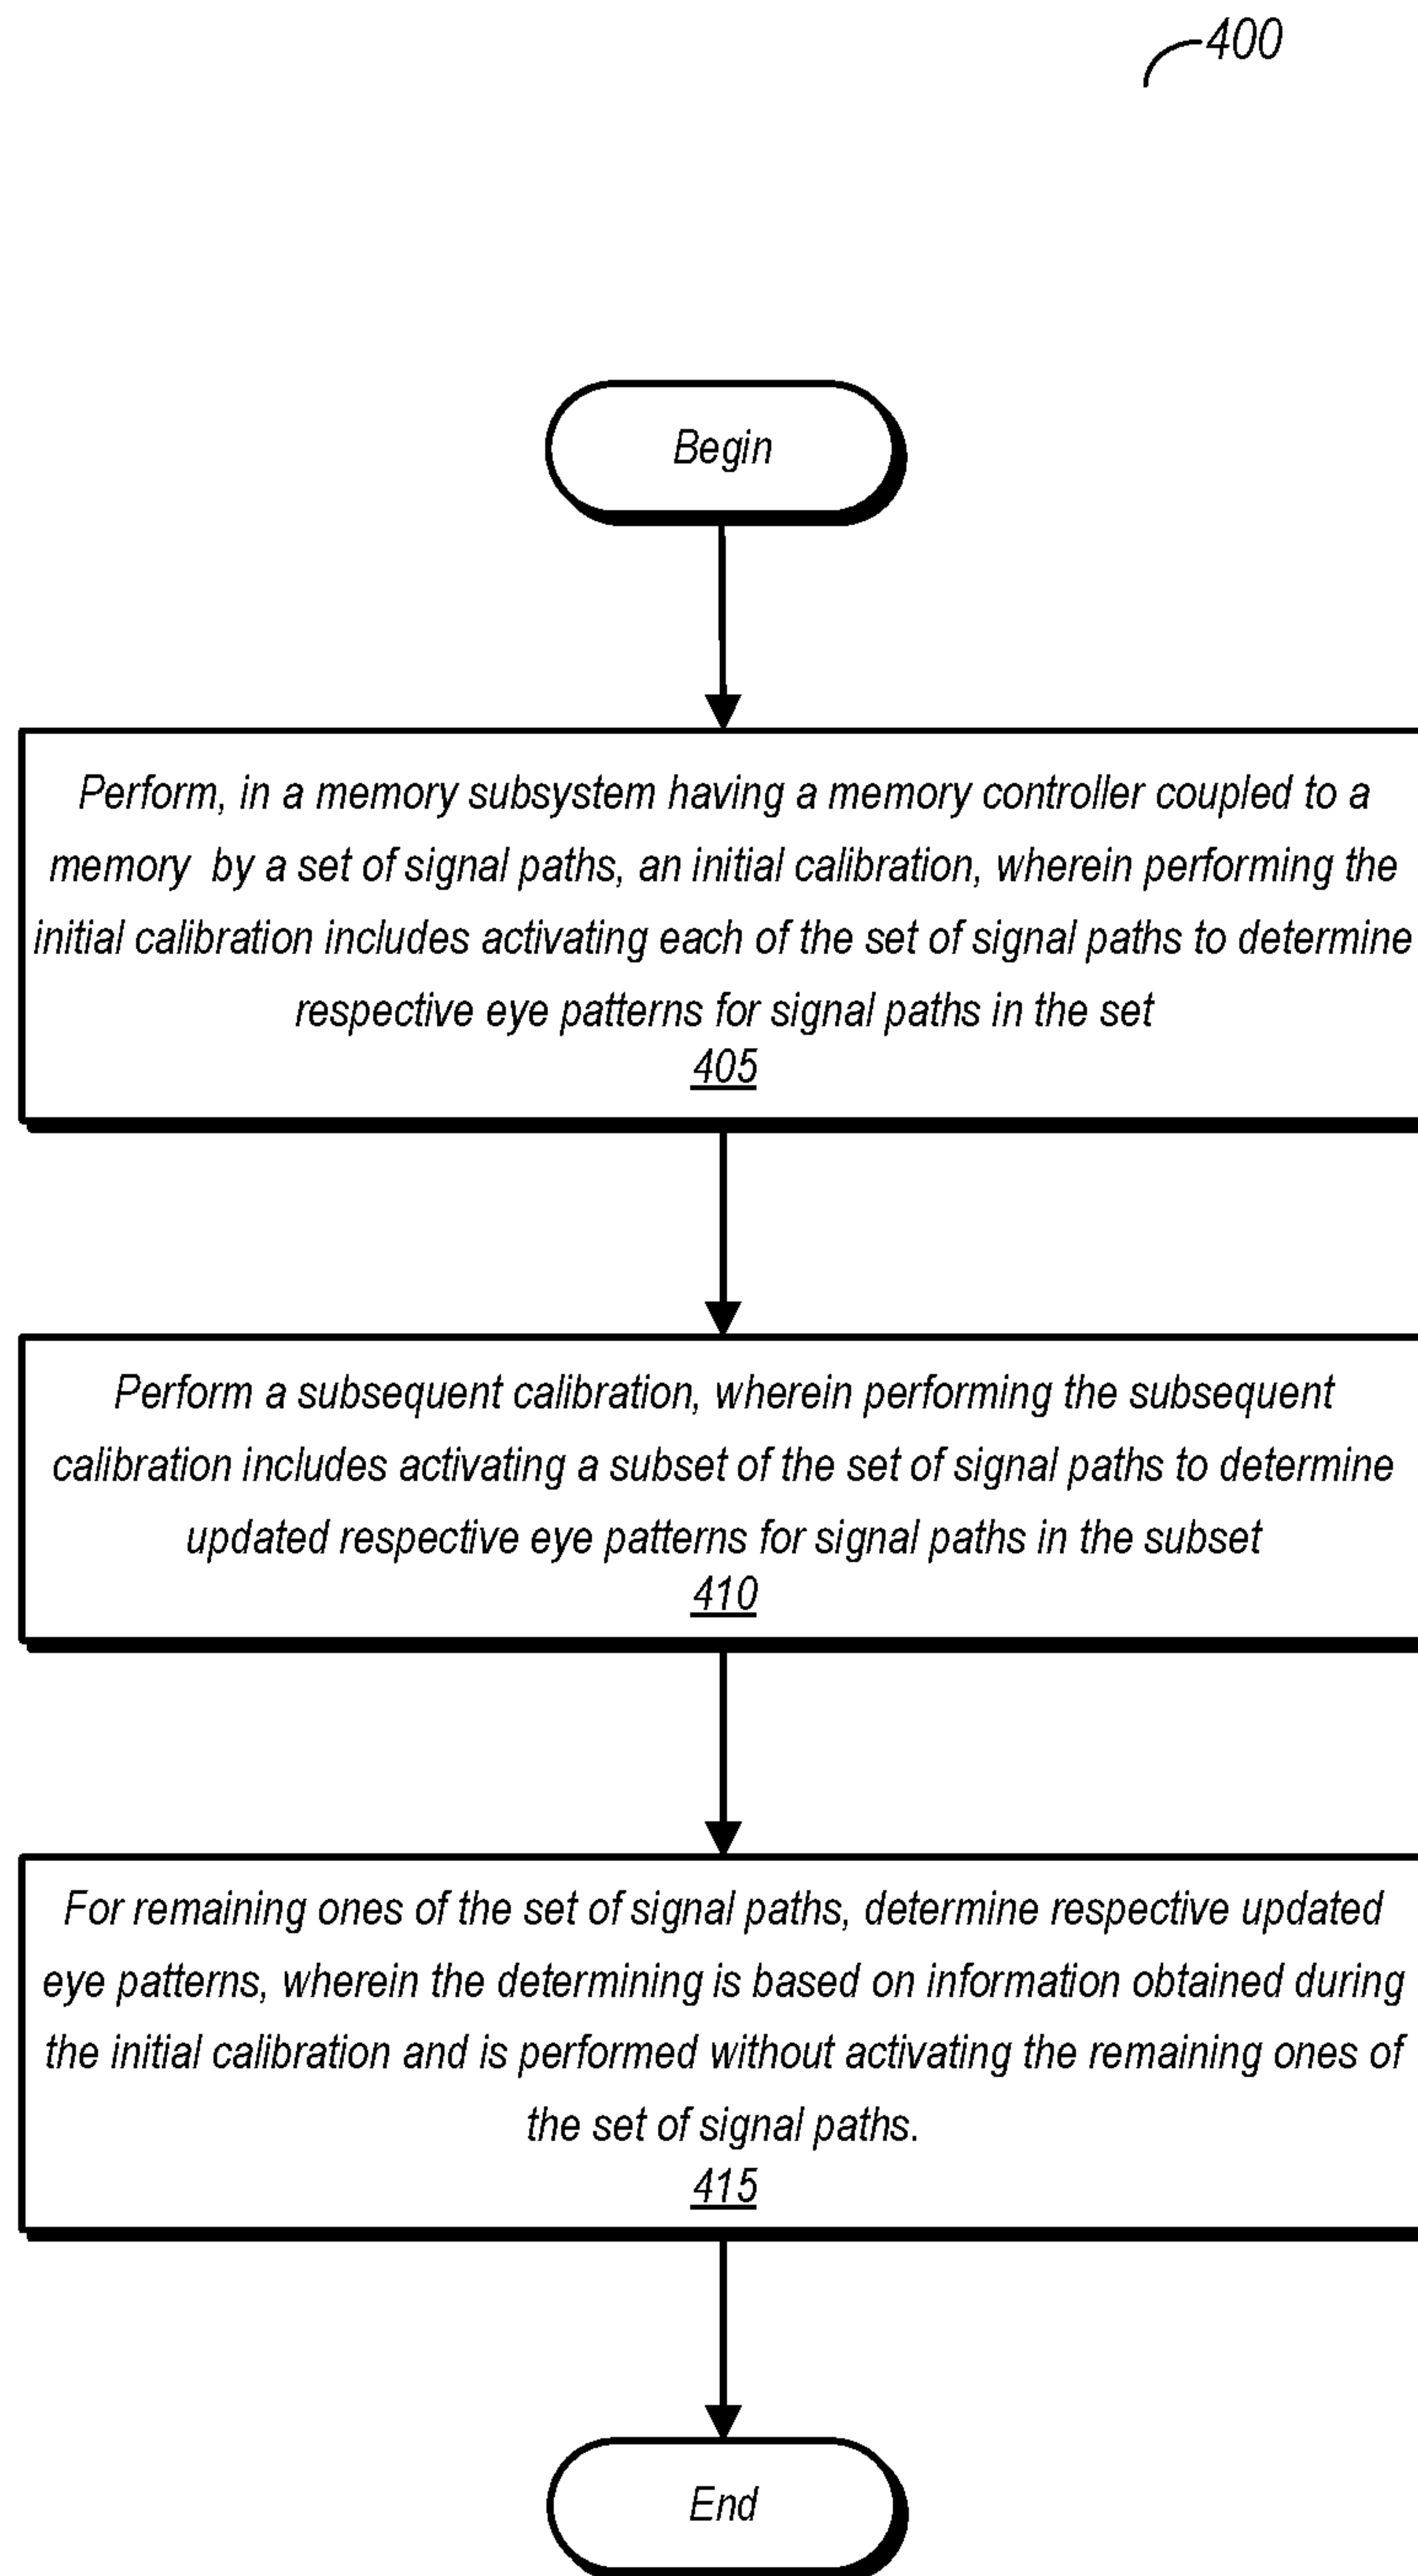 400
Begin
Perform, in a memory subsystem having a memory controller coupled to a
memory by a set of signal paths, an initial calibration, wherein performing the
initial calibration includes activating each of the set of signal paths to determine
respective eye patterns for signal paths in the set
405
Perform a subsequent calibration, wherein performing the subsequent
calibration includes activating a subset of the set of signal paths to determine
updated respective eye patterns for signal paths in the subset
410
For remaining ones of the set of signal paths, determine respective updated
eye patterns, wherein the determining is based on information obtained during
the initial calibration and is performed without activating the remaining ones of
the set of signal paths.
415
End